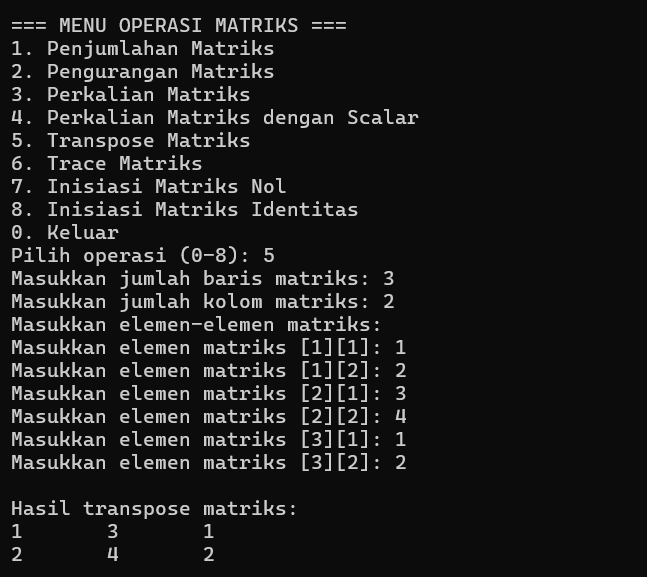 === MENU OPERASI MATRIKS ===
1. Penjumlahan Matriks
2. Pengurangan Matriks
3. Perkalian Matriks
4. Perkalian Matriks dengan Scalar
5. Transpose Matriks
6. Trace Matriks
7. Inisiasi Matriks Nol
8. Inisiasi Matriks Identitas
0. Keluar
Pilih operasi (0-8): 5
Masukkan jumlah baris matriks: 3
Masukkan jumlah kolom matriks: 2
Masukkan elemen-elemen matriks:
Masukkan elemen matriks [1][1]: 1
Masukkan elemen matriks [1][2]: 2
Masukkan elemen matriks [2][1]: 3
Masukkan elemen matriks [2][2]: 4
Masukkan elemen matriks [3][1]: 1
Masukkan elemen matriks [3][2]: 2
Hasil transpose matriks:
1       3       1
2       4       2